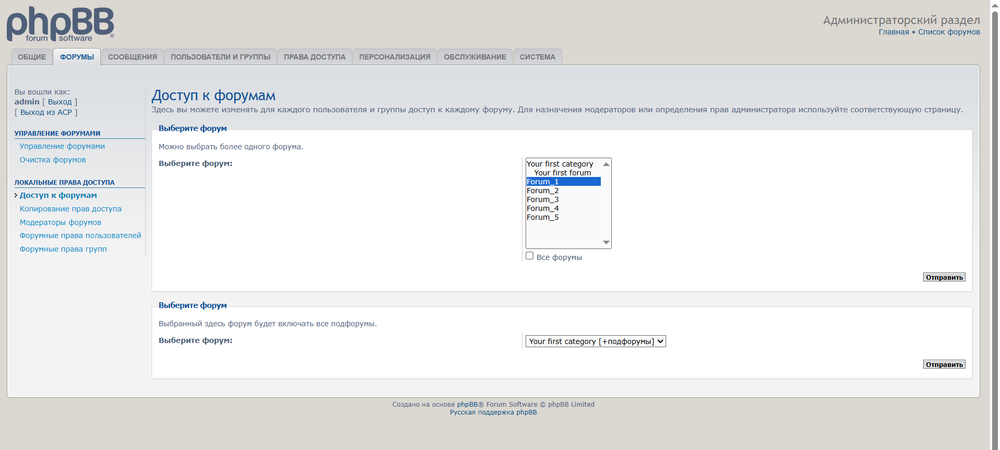 phpBB®
forum software
Администраторский раздел
Главная • Список форумов
ОБЩИЕ ФОРУМЫ СООБЩЕНИЯ ПОЛЬЗОВАТЕЛИ И ГРУППЫ ПРАВА ДОСТУПА ПЕРСОНАЛИЗАЦИЯ ОБСЛУЖИВАНИЕ СИСТЕМА
Вы вошли как:
admin [ Выход ]
[ Выход из ACP ]
УПРАВЛЕНИЕ ФОРУМАМИ
Управление форумами
Очистка форумов
ЛОКАЛЬНЫЕ ПРАВА ДОСТУПА
Доступ к форумам
Копирование прав доступа
Модераторы форумов
Форумные права пользователей
Форумные права групп
Доступ к форумам
Здесь вы можете изменять для каждого пользователя и группы доступ к каждому форуму. Для назначения модераторов или определения прав администратора используйте соответствующую страницу.
Выберите форум
Можно выбрать более одного форума.
Выберите форум:
Your first category
Your first forum
Forum_1
Forum_2
Forum_3
Forum_4
Forum_5
Все форумы
Отправить
Выберите форум
Выбранный здесь форум будет включать все подфорумы.
Выберите форум:
Your first category [+подфорумы]
Отправить
Создано на основе phpBB® Forum Software © phpBB Limited
Русская поддержка phpBB